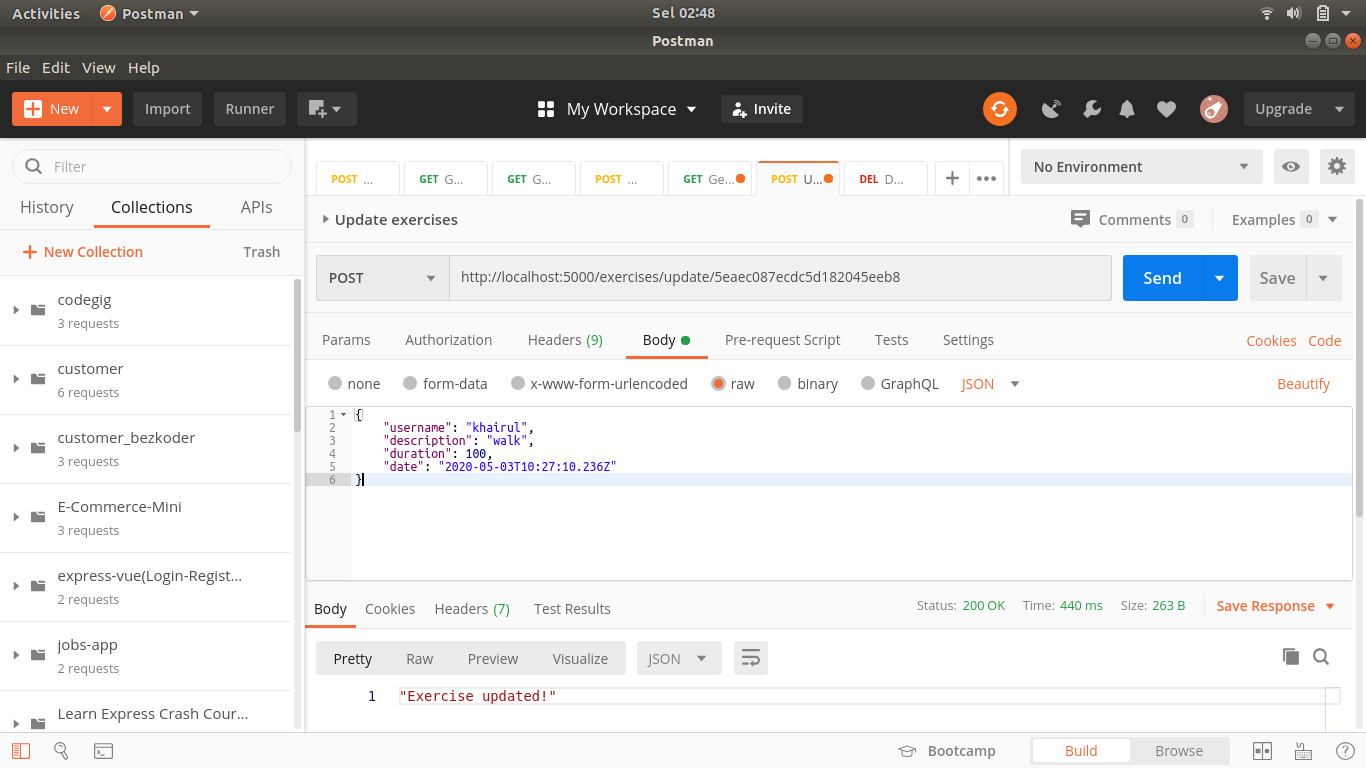 Activities Postman Sel 02:48
Postman
File Edit View Help
New Import Runner My Workspace Invite Upgrade
Filter
History Collections APIs
New Collection Trash
codegig
3 requests
customer
6 requests
customer_bezkoder
3 requests
E-Commerce-Mini
3 requests
express-vue(Login-Regist...
2 requests
jobs-app
2 requests
Learn Express Crash Cour...
POST ... GET G... GET G... POST ... GET Ge... POST U... DEL D... + ••• No Environment
Update exercises Comments 0 Examples 0
POST http://localhost:5000/exercises/update/5eaec087ecdc5d182045eeb8 Send Save
Params Authorization Headers (9) Body Pre-request Script Tests Settings Cookies Code
none form-data x-www-form-urlencoded raw binary GraphQL JSON Beautify
1 {
2 "username": "khairul",
3 "description": "walk",
4 "duration": 100,
5 "date": "2020-05-03T10:27:10.236Z"
6 }
Body Cookies Headers (7) Test Results Status: 200 OK Time: 440 ms Size: 263 B Save Response
Pretty Raw Preview Visualize JSON
1 "Exercise updated!"
Bootcamp Build Browse ?